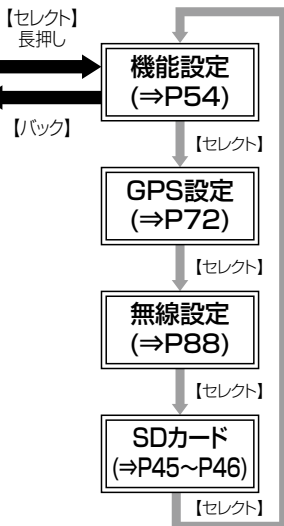 【セレクト】
長押し
【バック】
機能設定
(⇒P54)
【セレクト】
GPS設定
(⇒P72)
【セレクト】
無線設定
(⇒P88)
【セレクト】
SDカード
(⇒P45~P46)
【セレクト】